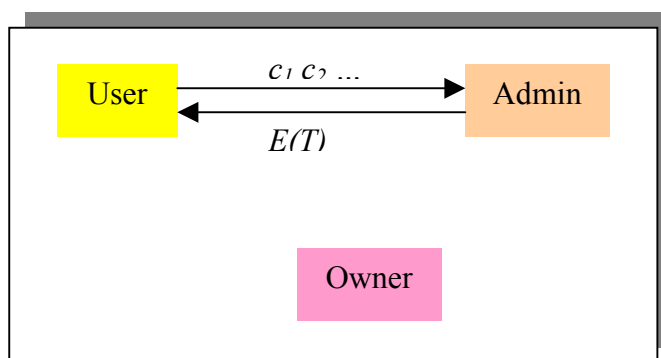 c₁ c₂ ...
User
Admin
E(T)
Owner